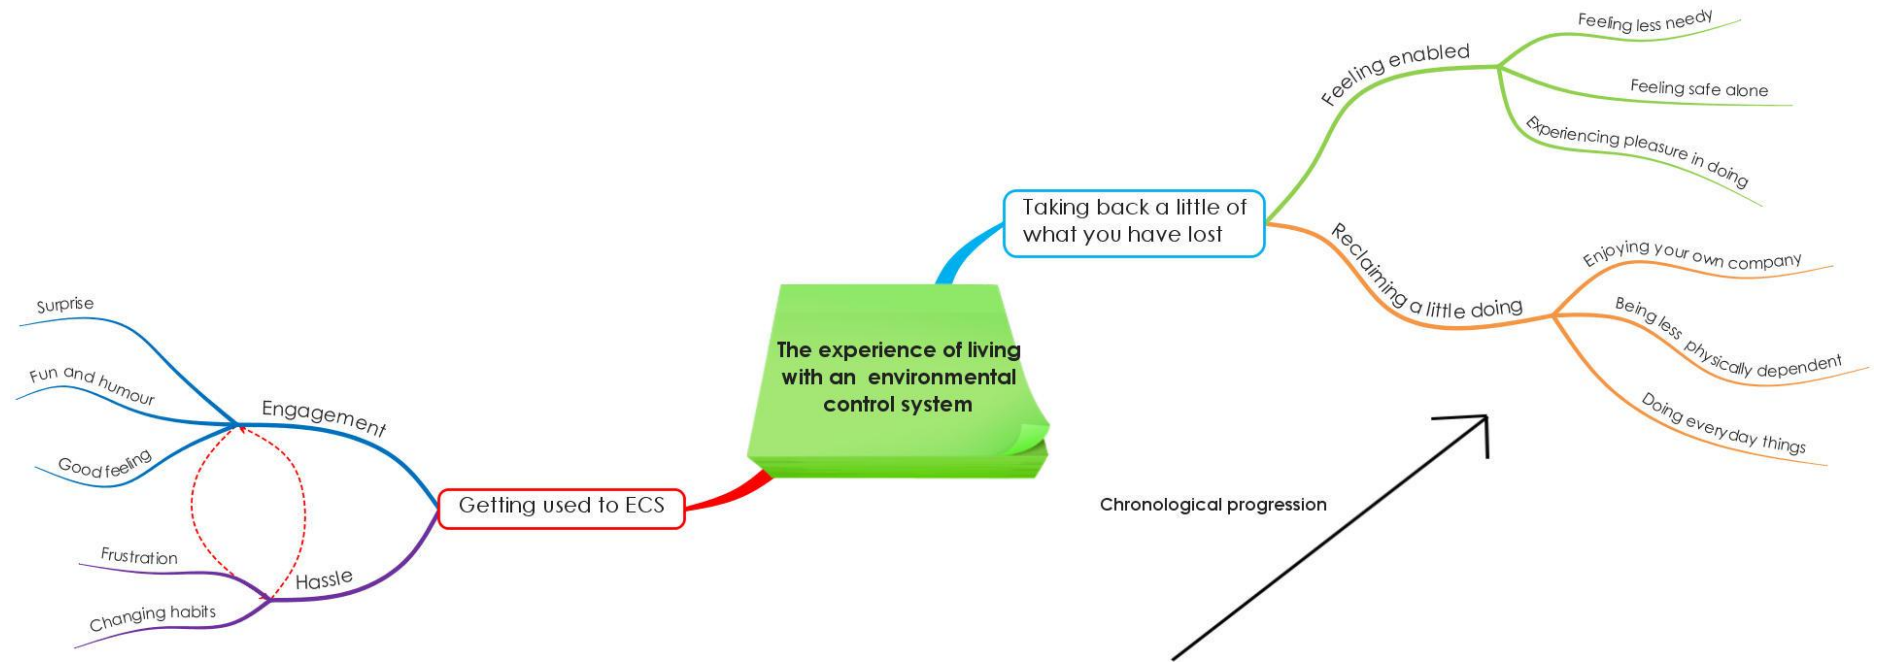 Feeling less needy
Feeling enabled
Feeling safe alone
Experiencing pleasure in doing
Taking back a little of
what you have lost
Reclaiming a little doing
Enjoying your own company
Being less physically dependent
Doing everyday things
The experience of living
with an environmental
control system
Surprise
Fun and humour
Engagement
Good feeling
Getting used to ECS
Frustration
Hassle
Changing habits
Chronological progression